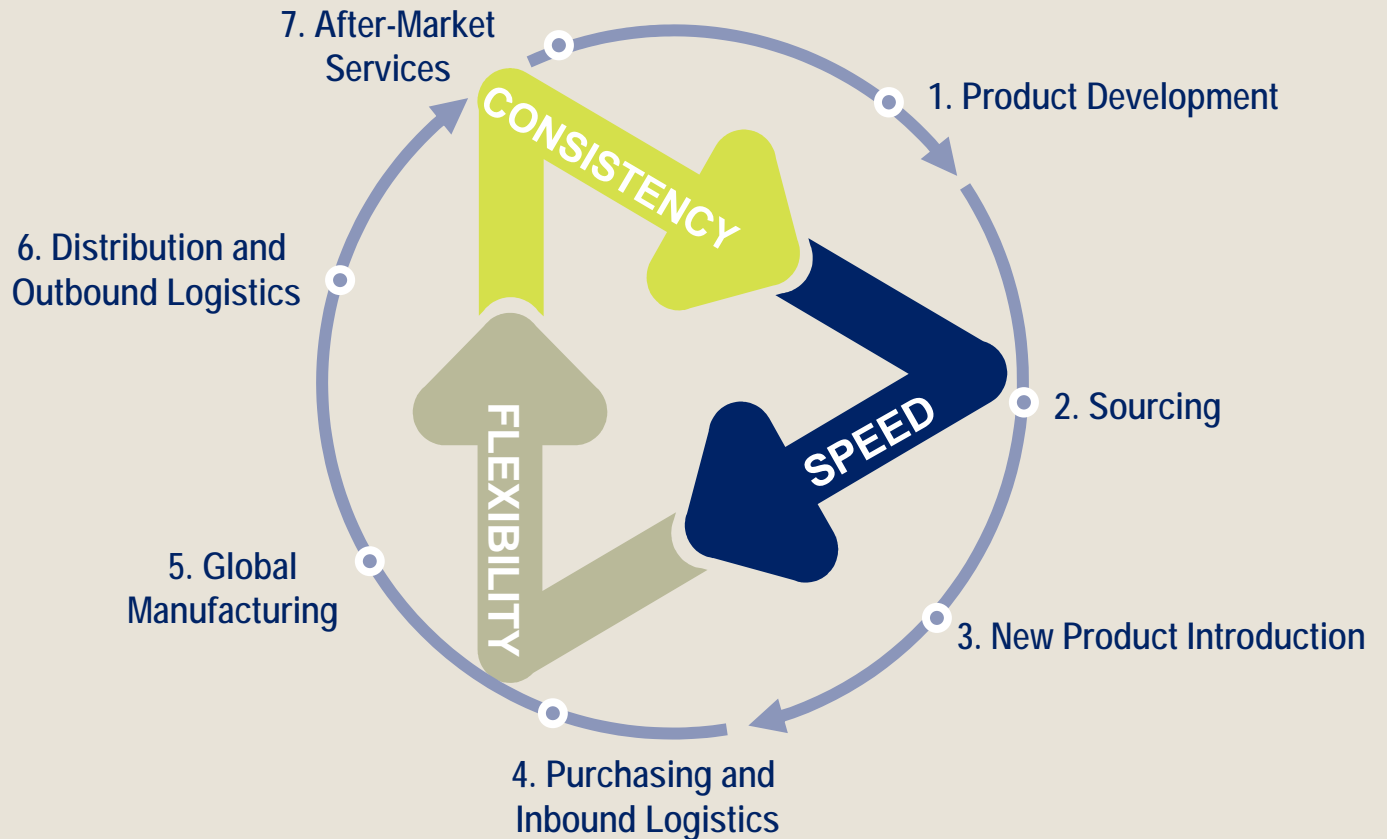 7. After-Market
Services
1. Product Development
CONSISTENCY
6. Distribution and
Outbound Logistics
2. Sourcing
SPEED
FLEXIBILITY
5. Global
Manufacturing
3. New Product Introduction
4. Purchasing and
Inbound Logistics